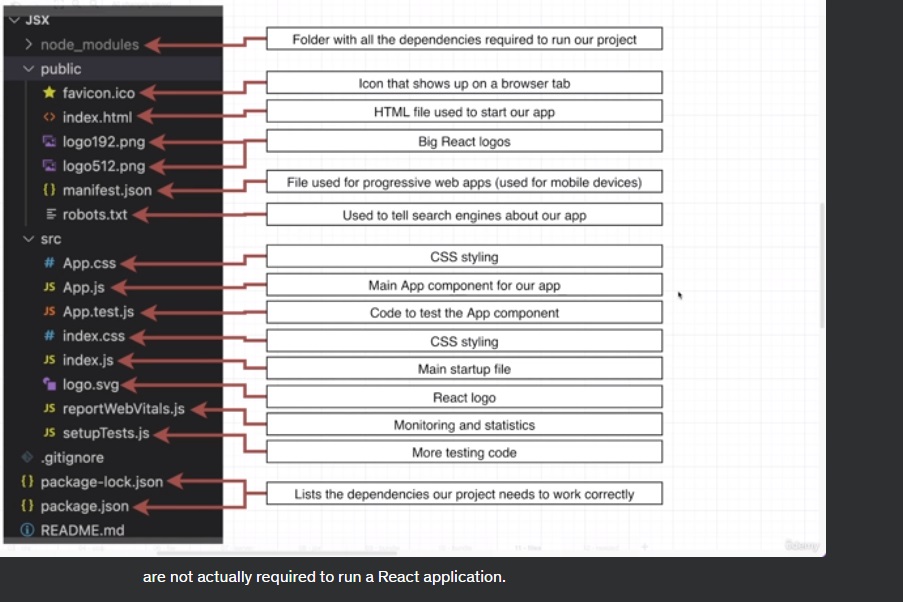 JSX
node_modules
Folder with all the dependencies required to run our project
public
favicon.ico
Icon that shows up on a browser tab
index.html
HTML file used to start our app
logo192.png
Big React logos
logo512.png
manifest.json
File used for progressive web apps (used for mobile devices)
robots.txt
Used to tell search engines about our app
src
App.css
CSS styling
App.js
Main App component for our app
App.test.js
Code to test the App component
index.css
CSS styling
index.js
Main startup file
logo.svg
React logo
reportWebVitals.js
Monitoring and statistics
setupTests.js
More testing code
.gitignore
package-lock.json
Lists the dependencies our project needs to work correctly
package.json
README.md
Udemy
are not actually required to run a React application.